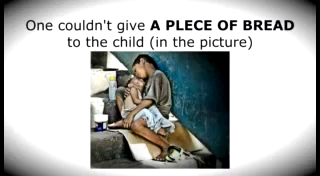 One couldn't give A PLECE OF BREAD
to the child (in the picture)